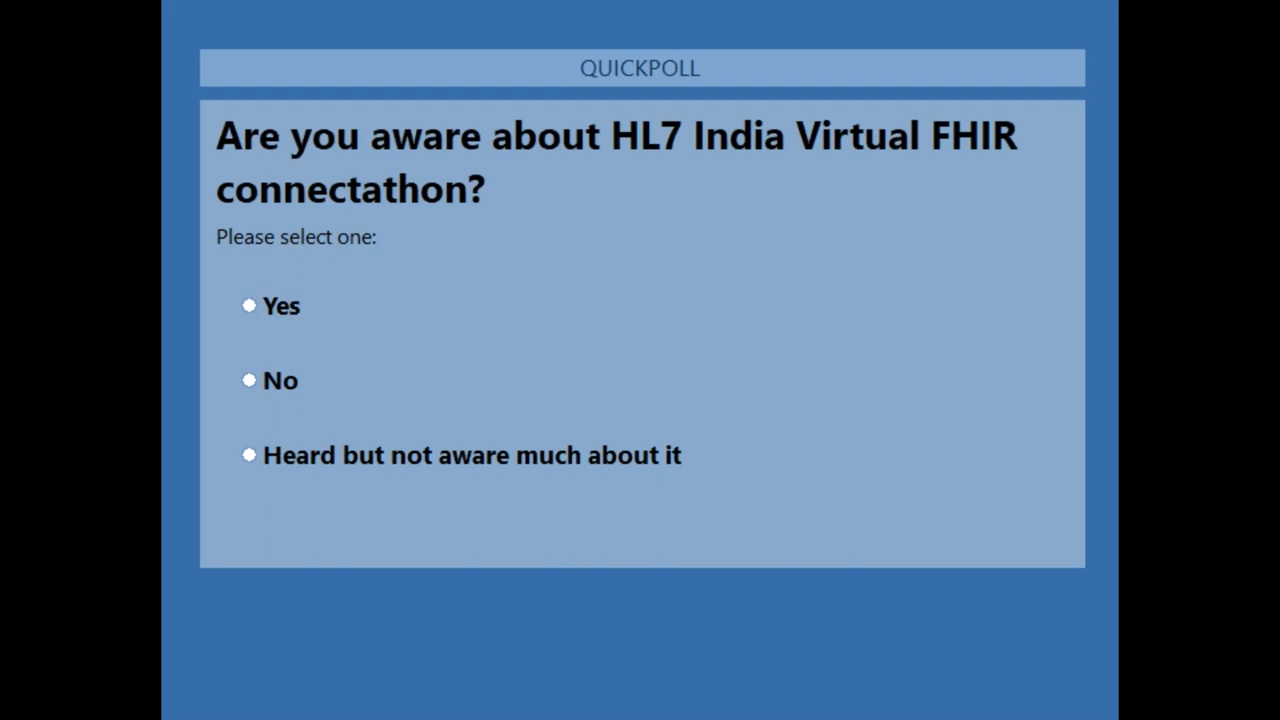 QUICKPOLL
Are you aware about HL7 India Virtual FHIR
connectathon?
Please select one:
Yes
No
Heard but not aware much about it